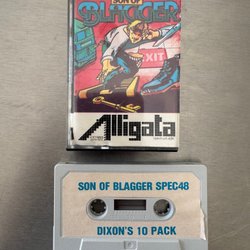 SON OF
BLAGGER
EXIT
Alligata
SON OF BLAGGER SPEC48
DIXON'S 10 PACK